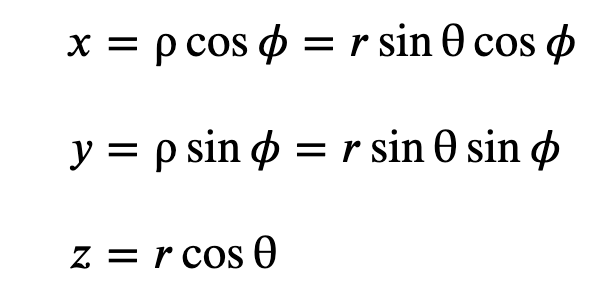 x = ρ cos ϕ = r sin θ cos ϕ
y = ρ sin ϕ = r sin θ sin ϕ
z = r cos θ